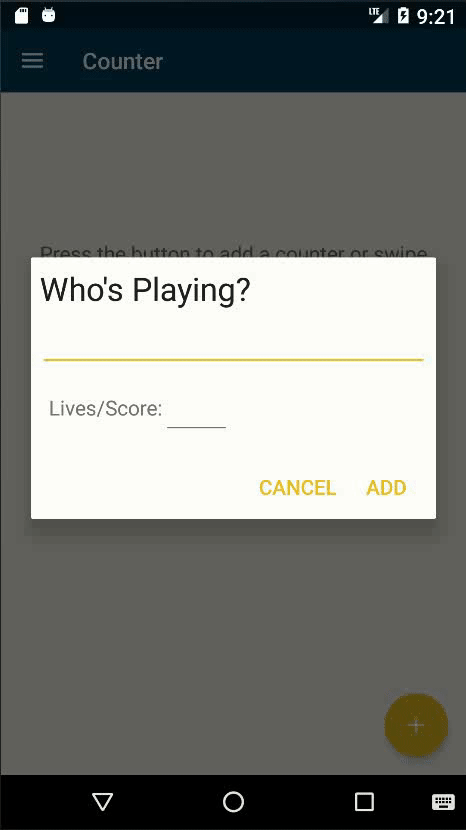 LTE 9:21
Counter
Press the button to add a counter or swipe
Who's Playing?
Lives/Score:
CANCEL ADD
+